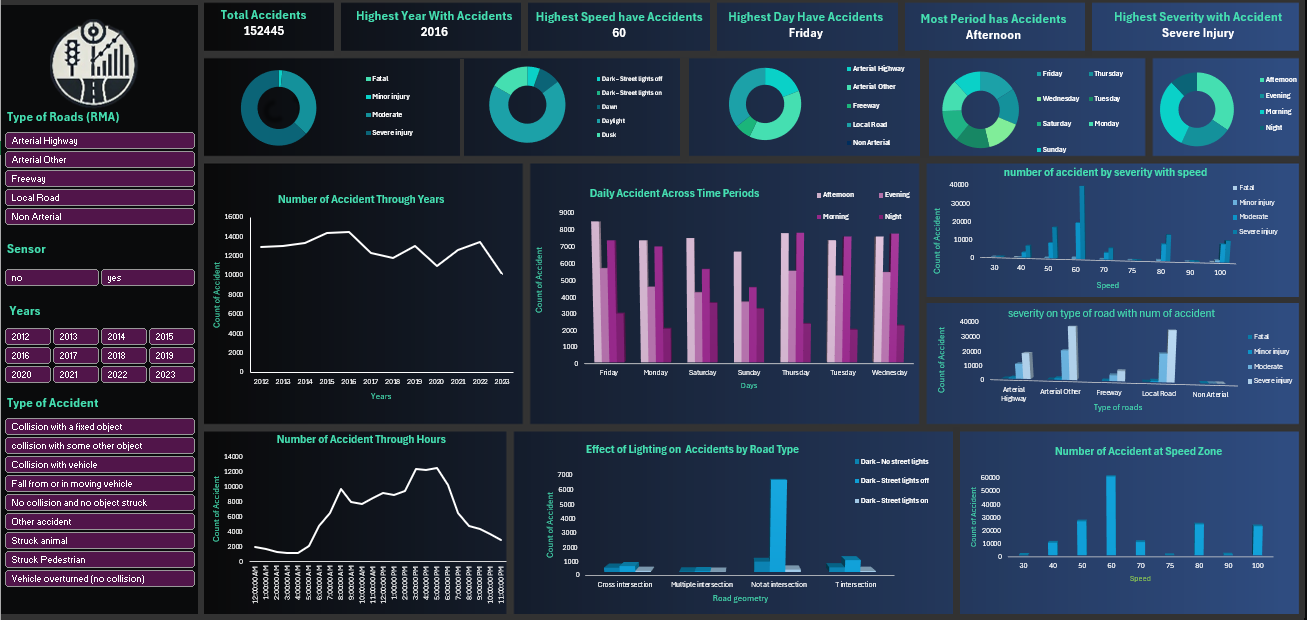 Total Accidents
152445
Highest Year With Accidents
2016
Highest Speed have Accidents
60
Highest Day Have Accidents
Friday
Most Period has Accidents
Afternoon
Highest Severity with Accident
Severe Injury
Type of Roads (RMA)
Arterial Highway
Arterial Other
Freeway
Local Road
Non Arterial
Sensor
no
yes
Years
2012 2013 2014 2015
2016 2017 2018 2019
2020 2021 2022 2023
Type of Accident
Collision with a fixed object
collision with some other object
Collision with vehicle
Fall from or in moving vehicle
No collision and no object struck
Other accident
Struck animal
Struck Pedestrian
Vehicle overturned (no collision)
Fatal
Minor injury
Moderate
Severe injury
Dark - Street lights off
Dark - Street lights on
Dawn
Daylight
Dusk
Arterial Highway
Arterial Other
Freeway
Local Road
Non Arterial
Friday Thursday
Wednesday Tuesday
Saturday Monday
Sunday
Afternoon
Evening
Morning
Night
Number of Accident Through Years
Count of Accident
16000
14000
12000
10000
8000
6000
4000
2000
0
2012 2013 2014 2015 2016 2017 2018 2019 2020 2021 2022 2023
Years
Daily Accident Across Time Periods
Afternoon Evening
Morning Night
Count of Accident
9000
8000
7000
6000
5000
4000
3000
2000
1000
0
Friday Monday Saturday Sunday Thursday Tuesday Wednesday
Days
number of accident by severity with speed
Count of Accident
40000
30000
20000
10000
0
30 40 50 60 70 75 80 90 100
Speed
Fatal
Minor injury
Moderate
Severe injury
severity on type of road with num of accident
Count of Accident
40000
30000
20000
10000
0
Arterial Highway Arterial Other Freeway Local Road Non Arterial
Type of roads
Fatal
Minor injury
Moderate
Severe injury
Number of Accident Through Hours
Count of Accident
14000
12000
10000
8000
6000
4000
2000
0
12:00:00 AM 1:00:00 AM 2:00:00 AM 3:00:00 AM 4:00:00 AM 5:00:00 AM 6:00:00 AM 7:00:00 AM 8:00:00 AM 9:00:00 AM 10:00:00 AM 11:00:00 AM 12:00:00 PM 1:00:00 PM 2:00:00 PM 3:00:00 PM 4:00:00 PM 5:00:00 PM 6:00:00 PM 7:00:00 PM 8:00:00 PM 9:00:00 PM 10:00:00 PM 11:00:00 PM
Effect of Lighting on Accidents by Road Type
Dark - No street lights
Dark - Street lights off
Dark - Street lights on
Count of Accident
7000
6000
5000
4000
3000
2000
1000
0
Cross intersection Multiple intersection Not at intersection T intersection
Road geometry
Number of Accident at Speed Zone
Count of Accident
60000
50000
40000
30000
20000
10000
0
30 40 50 60 70 75 80 90 100
Speed